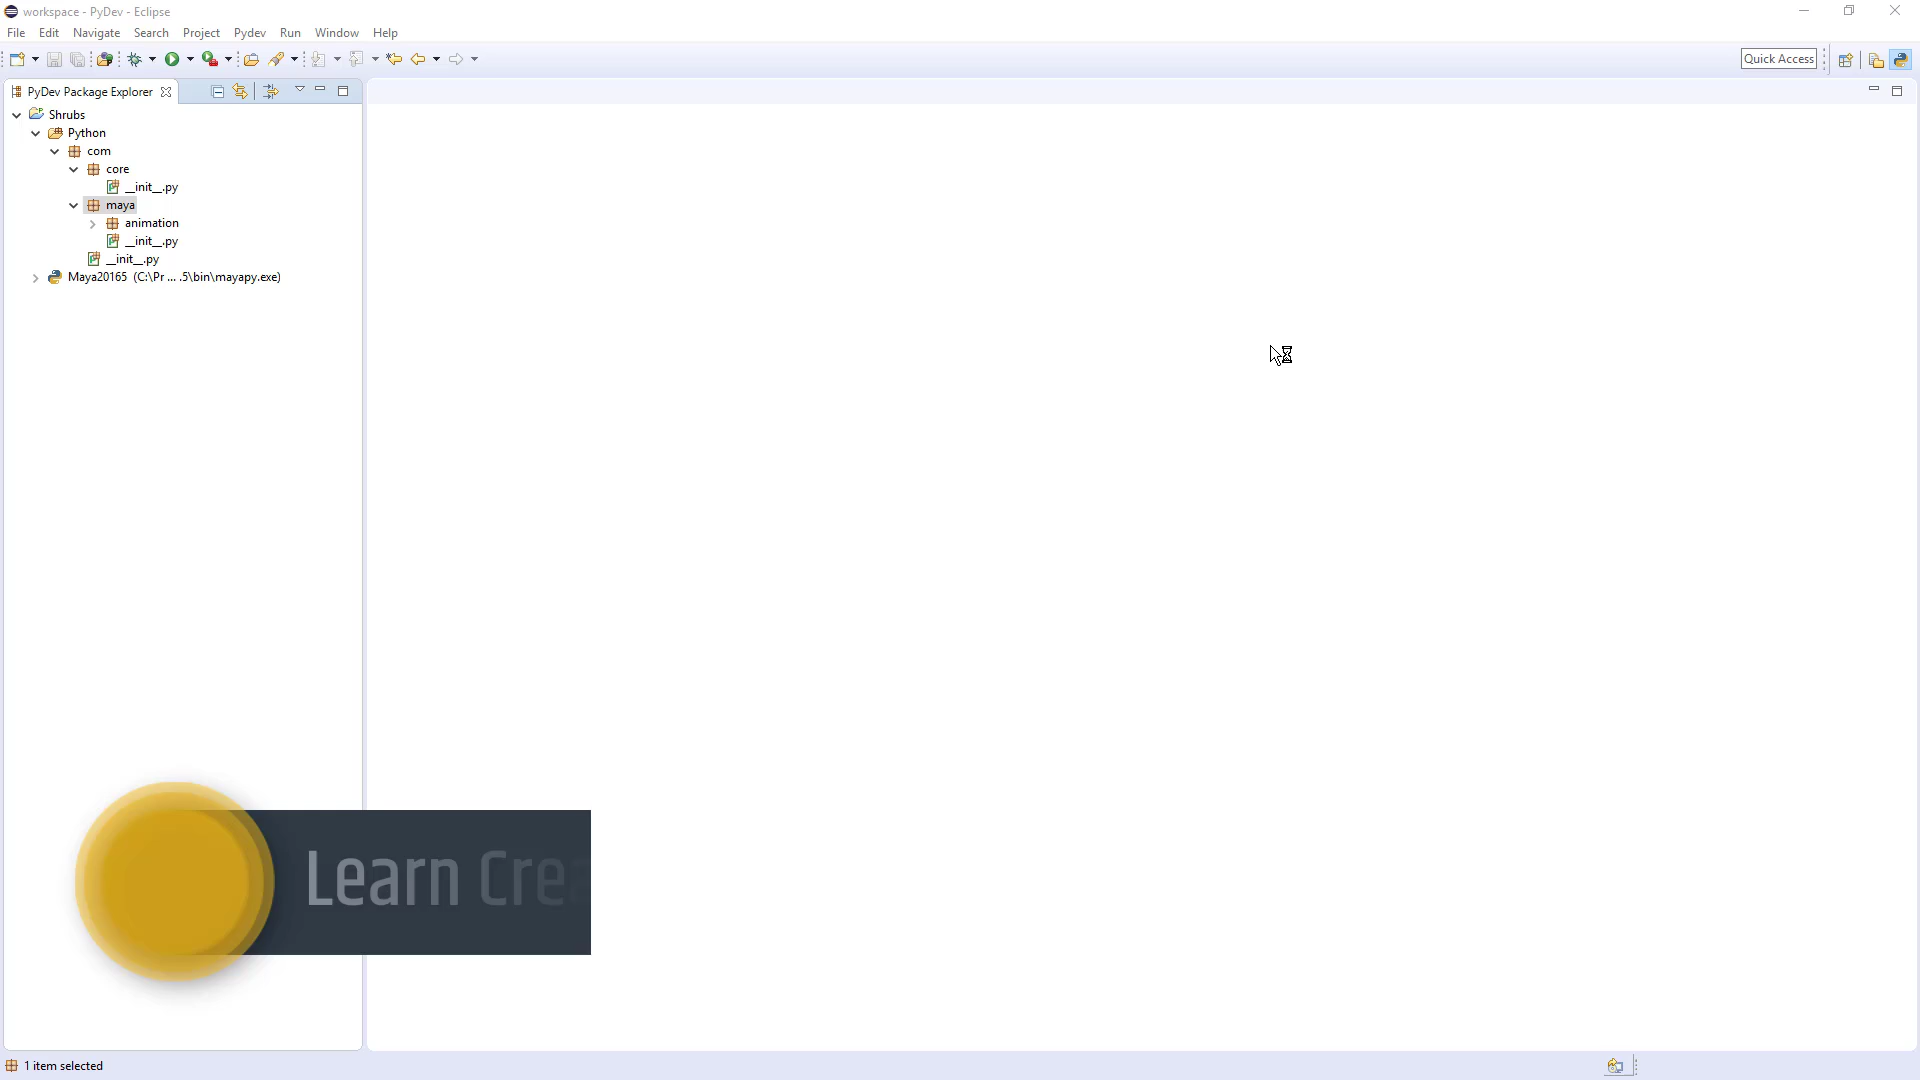 workspace - PyDev - Eclipse
File Edit Navigate Search Project Pydev Run Window Help
Quick Access
PyDev Package Explorer
Shrubs
Python
com
core
__init__.py
maya
animation
__init__.py
__init__.py
Maya20165 (C:\Pr ... .5\bin\mayapy.exe)
Learn
1 item selected